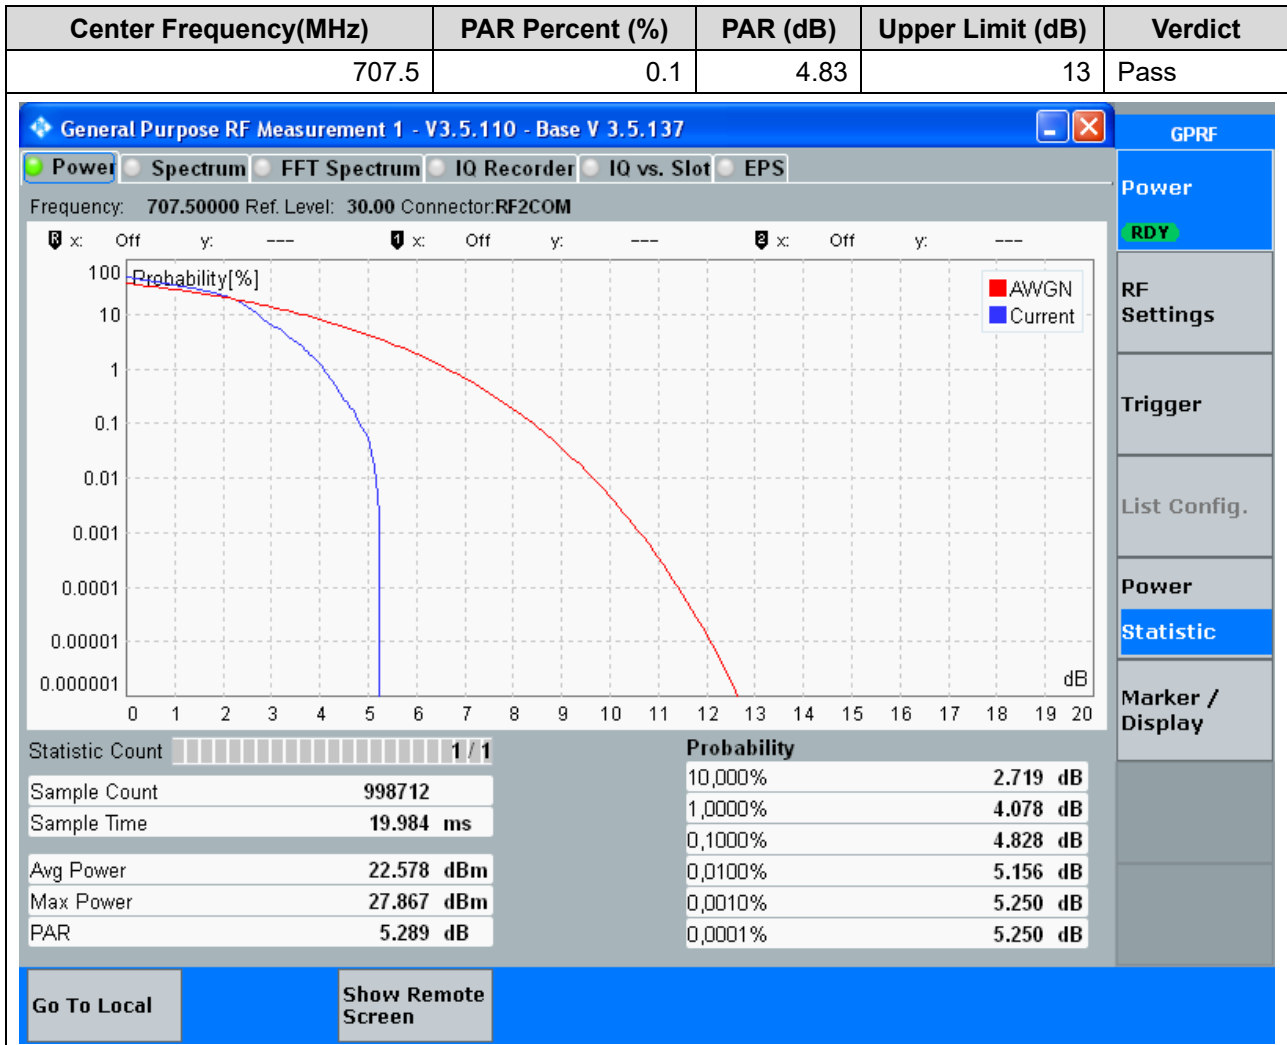 Center Frequency(MHz) PAR Percent (%) PAR (dB) Upper Limit (dB) Verdict
707.5 0.1 4.83 13 Pass
General Purpose RF Measurement 1 - V3.5.110 - Base V 3.5.137
GPRF
Power Spectrum FFT Spectrum IQ Recorder IQ vs. Slot EPS
Frequency: 707.50000 Ref. Level: 30.00 Connector:RF2COM
R x: Off y: --- 1 x: Off y: --- 2 x: Off y: ---
Probability[%]
AWGN
Current
100
10
1
0.1
0.01
0.001
0.0001
0.00001
0.000001
dB
0 1 2 3 4 5 6 7 8 9 10 11 12 13 14 15 16 17 18 19 20
Statistic Count 1 / 1
Sample Count 998712
Sample Time 19.984 ms
Avg Power 22.578 dBm
Max Power 27.867 dBm
PAR 5.289 dB
Probability
10,000% 2.719 dB
1,0000% 4.078 dB
0,1000% 4.828 dB
0,0100% 5.156 dB
0,0010% 5.250 dB
0,0001% 5.250 dB
Power
RDY
RF
Settings
Trigger
List Config.
Power
Statistic
Marker /
Display
Go To Local
Show Remote
Screen